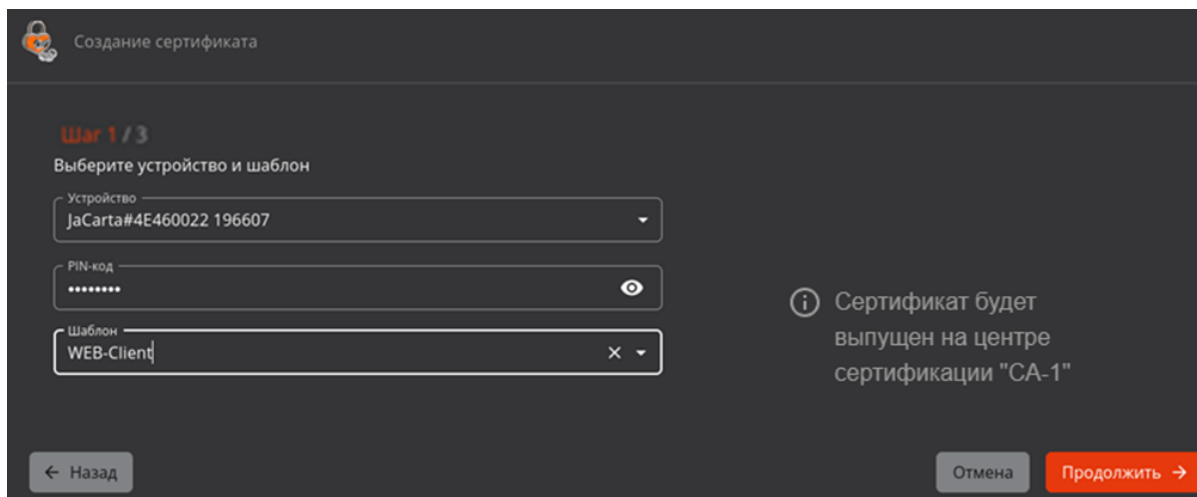 Создание сертификата
Шаг 1 / 3
Выберите устройство и шаблон
Устройство
JaCarta#4E460022 196607
PIN-код
••••••••
Шаблон
WEB-Client
Сертификат будет
выпущен на центре
сертификации "CA-1"
← Назад
Отмена
Продолжить →